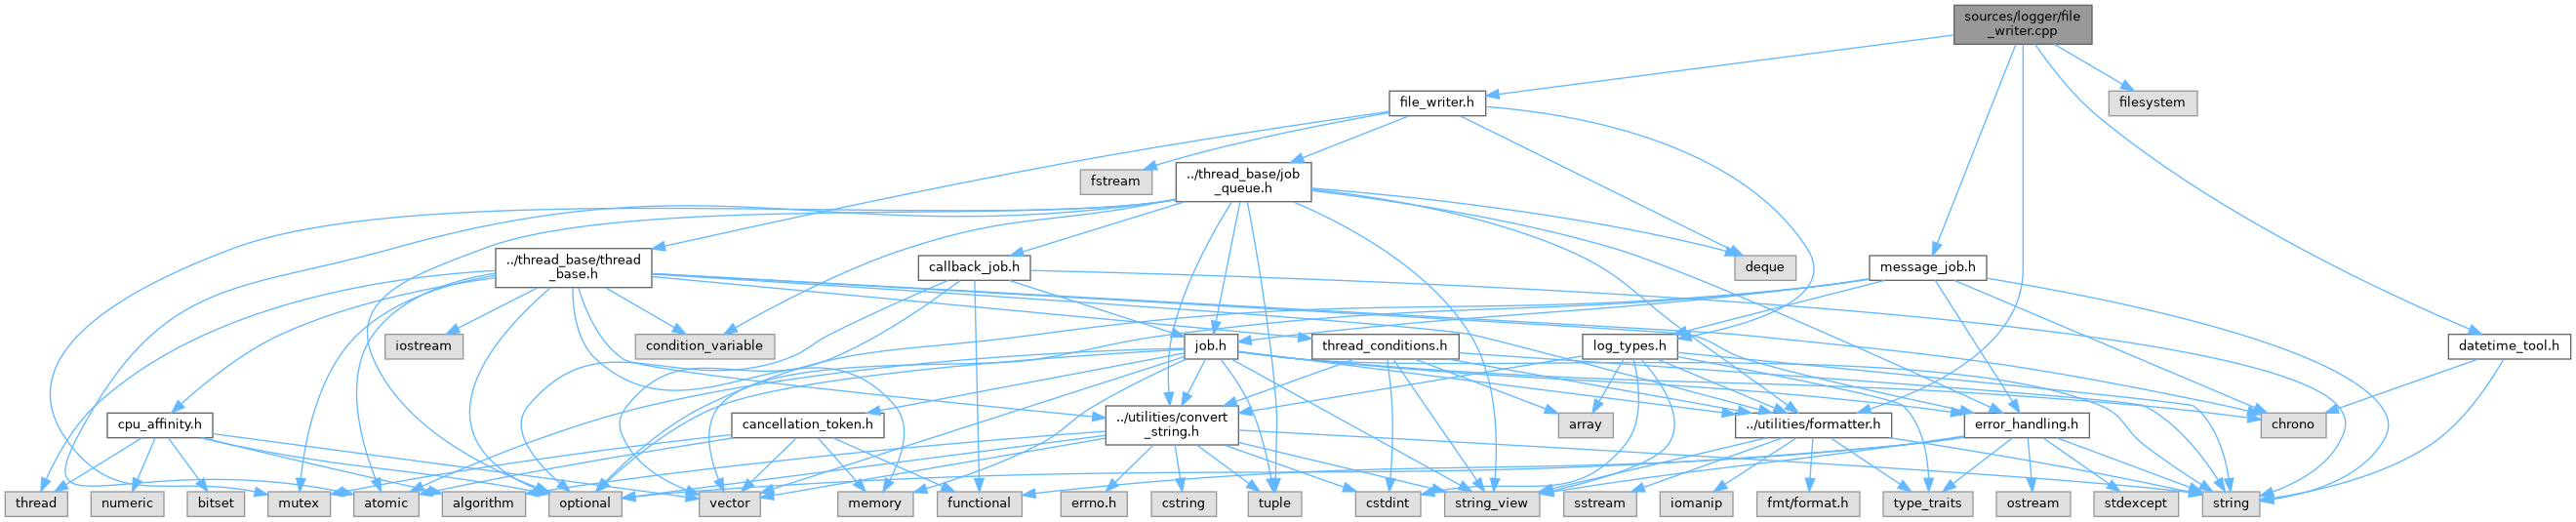 sources/logger/file
_writer.cpp
file_writer.h
filesystem
fstream
../thread_base/job
_queue.h
../thread_base/thread
_base.h
callback_job.h
deque
message_job.h
iostream
condition_variable
job.h
thread_conditions.h
log_types.h
datetime_tool.h
cpu_affinity.h
cancellation_token.h
../utilities/convert
_string.h
array
../utilities/formatter.h
error_handling.h
chrono
thread
numeric
bitset
mutex
atomic
algorithm
optional
vector
memory
functional
errno.h
cstring
tuple
cstdint
string_view
sstream
iomanip
fmt/format.h
type_traits
ostream
stdexcept
string